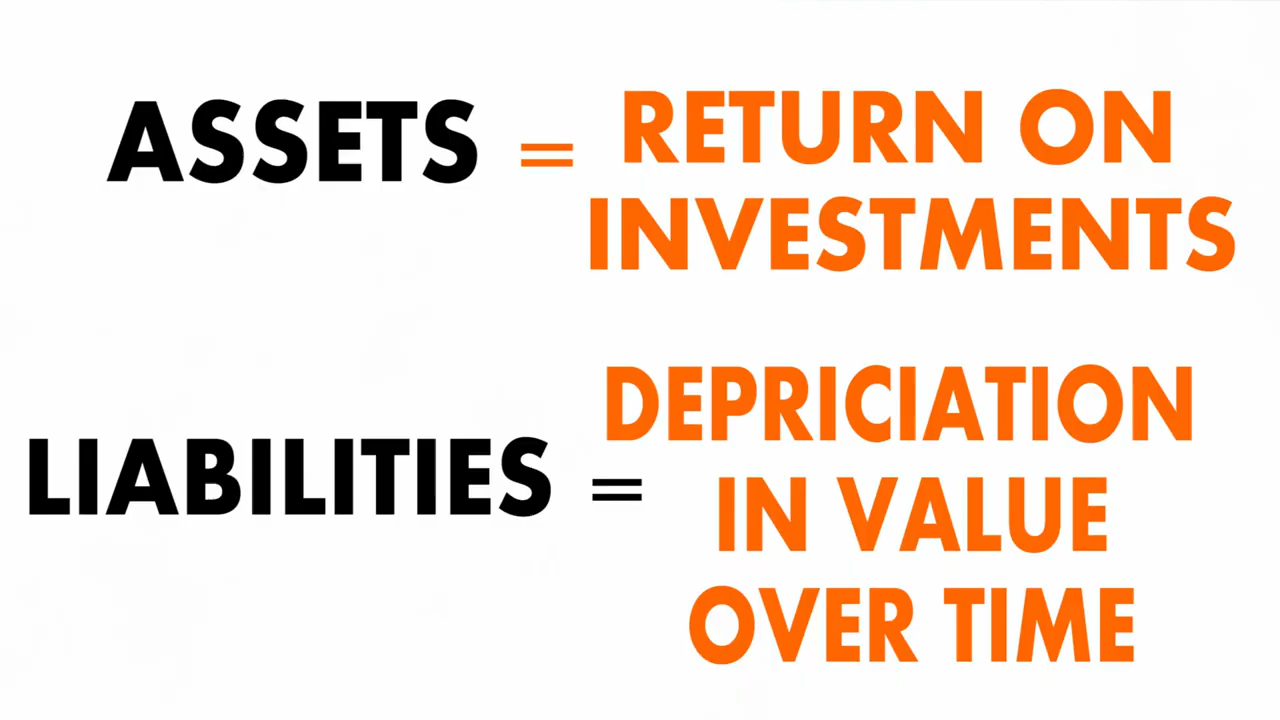 ASSETS = RETURN ON
INVESTMENTS
LIABILITIES = DEPRICIATION
IN VALUE
OVER TIME